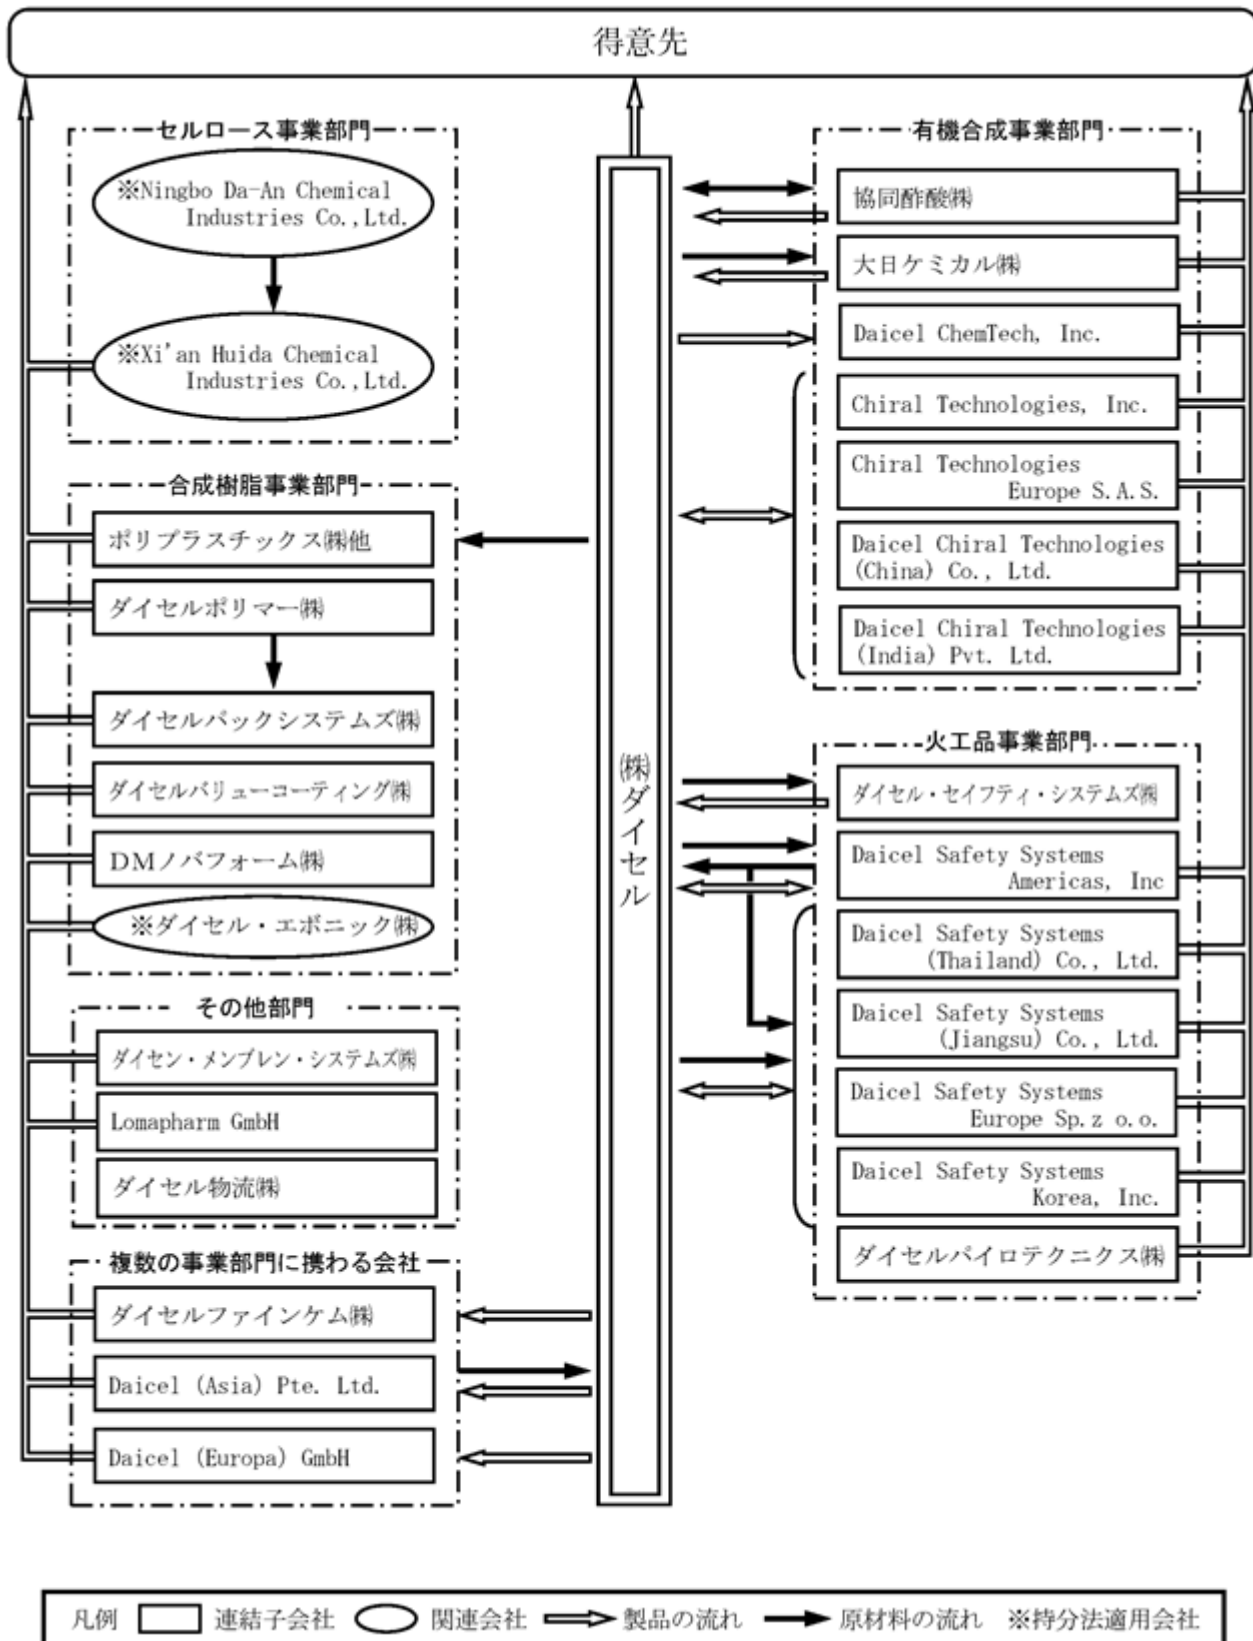 得意先
セルロース事業部門
※Ningbo Da-An Chemical
Industries Co.,Ltd.
※Xi'an Huida Chemical
Industries Co.,Ltd.
合成樹脂事業部門
ポリプラスチックス㈱他
ダイセルポリマー㈱
ダイセルパックシステムズ㈱
ダイセルバリューコーティング㈱
DMノバフォーム㈱
※ダイセル・エボニック㈱
その他部門
ダイセン・メンブレン・システムズ㈱
Lomapharm GmbH
ダイセル物流㈱
複数の事業部門に携わる会社
ダイセルファインケム㈱
Daicel (Asia) Pte. Ltd.
Daicel (Europa) GmbH
㈱ダイセル
有機合成事業部門
協同酢酸㈱
大日ケミカル㈱
Daicel ChemTech, Inc.
Chiral Technologies, Inc.
Chiral Technologies
Europe S.A.S.
Daicel Chiral Technologies
(China) Co., Ltd.
Daicel Chiral Technologies
(India) Pvt. Ltd.
火工品事業部門
ダイセル・セイフティ・システムズ㈱
Daicel Safety Systems
Americas, Inc
Daicel Safety Systems
(Thailand) Co., Ltd.
Daicel Safety Systems
(Jiangsu) Co., Ltd.
Daicel Safety Systems
Europe Sp.z o.o.
Daicel Safety Systems
Korea, Inc.
ダイセルパイロテクニクス㈱
凡例 連結子会社 関連会社 製品の流れ 原材料の流れ ※持分法適用会社